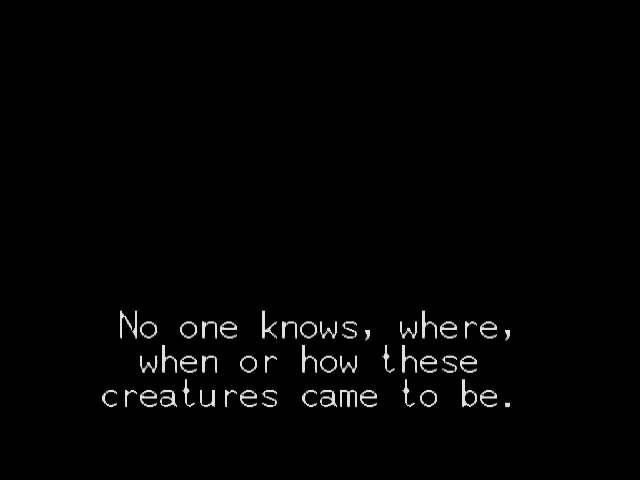 No one knows, where,
when or how these
creatures came to be.